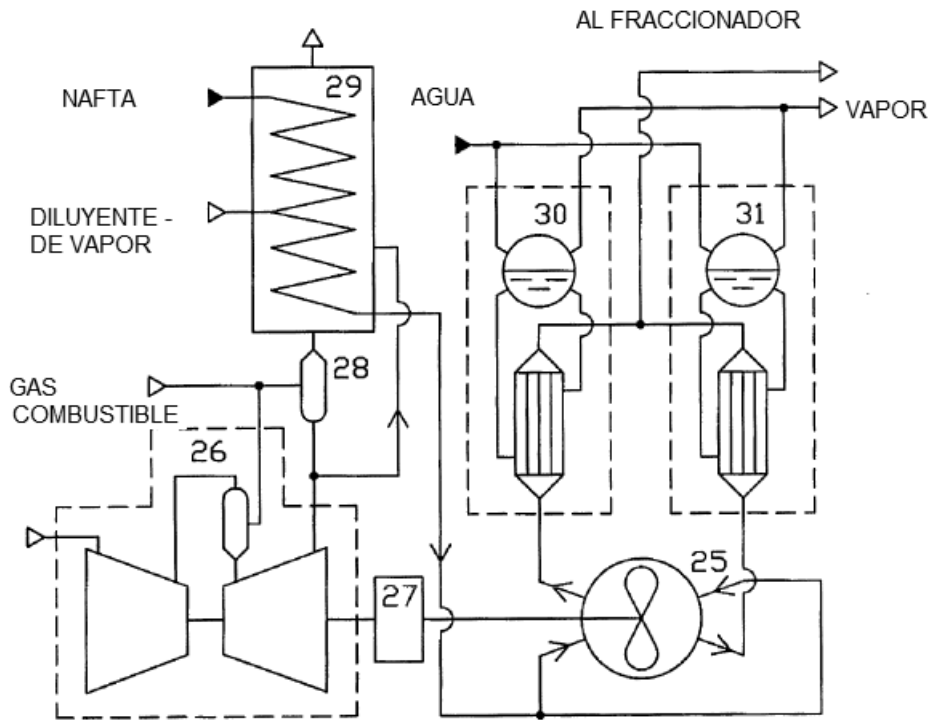 AL FRACCIONADOR
NAFTA
29
AGUA
VAPOR
DILUYENTE -
DE VAPOR
30
31
28
GAS
COMBUSTIBLE
26
25
27